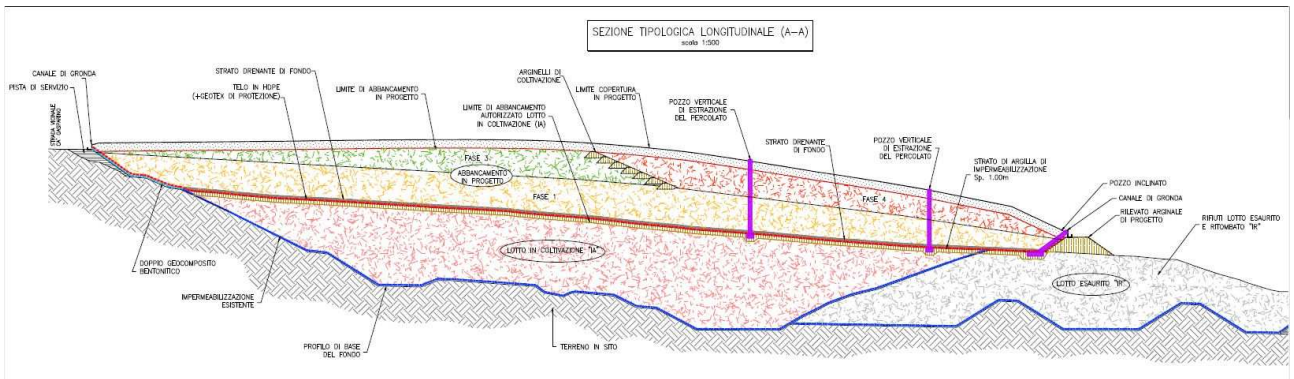 SEZIONE TIPOLOGICA LONGITUDINALE (A–A)
scala 1:500
CANALE DI GRONDA
PISTA DI SERVIZIO
STRADA VICINALE
DA GASPARINO
STRATO DRENANTE DI FONDO
TELO IN HDPE
(+GEOTEX DI PROTEZIONE)
LIMITE DI ABBANCAMENTO
IN PROGETTO
LIMITE DI ABBANCAMENTO
AUTORIZZATO LOTTO
IN COLTIVAZIONE (IA)
ARGINELLI DI
COLTIVAZIONE
LIMITE COPERTURA
IN PROGETTO
POZZO VERTICALE
DI ESTRAZIONE
DEL PERCOLATO
STRATO DRENANTE
DI FONDO
POZZO VERTICALE
DI ESTRAZIONE
DEL PERCOLATO
STRATO DI ARGILLA DI
IMPERMEABILIZZAZIONE
Sp. 1.00m
POZZO INCLINATO
CANALE DI GRONDA
RILEVATO ARGINALE
DI PROGETTO
RIFIUTI LOTTO ESAURITO
E RITOMBATO "IR"
FASE 3
ABBANCAMENTO
IN PROGETTO
FASE 1
FASE 4
LOTTO IN COLTIVAZIONE "IA"
LOTTO ESAURITO "IR"
DOPPIO GEOCOMPOSITO
BENTONITICO
IMPERMEABILIZZAZIONE
ESISTENTE
PROFILO DI BASE
DEL FONDO
TERRENO IN SITO